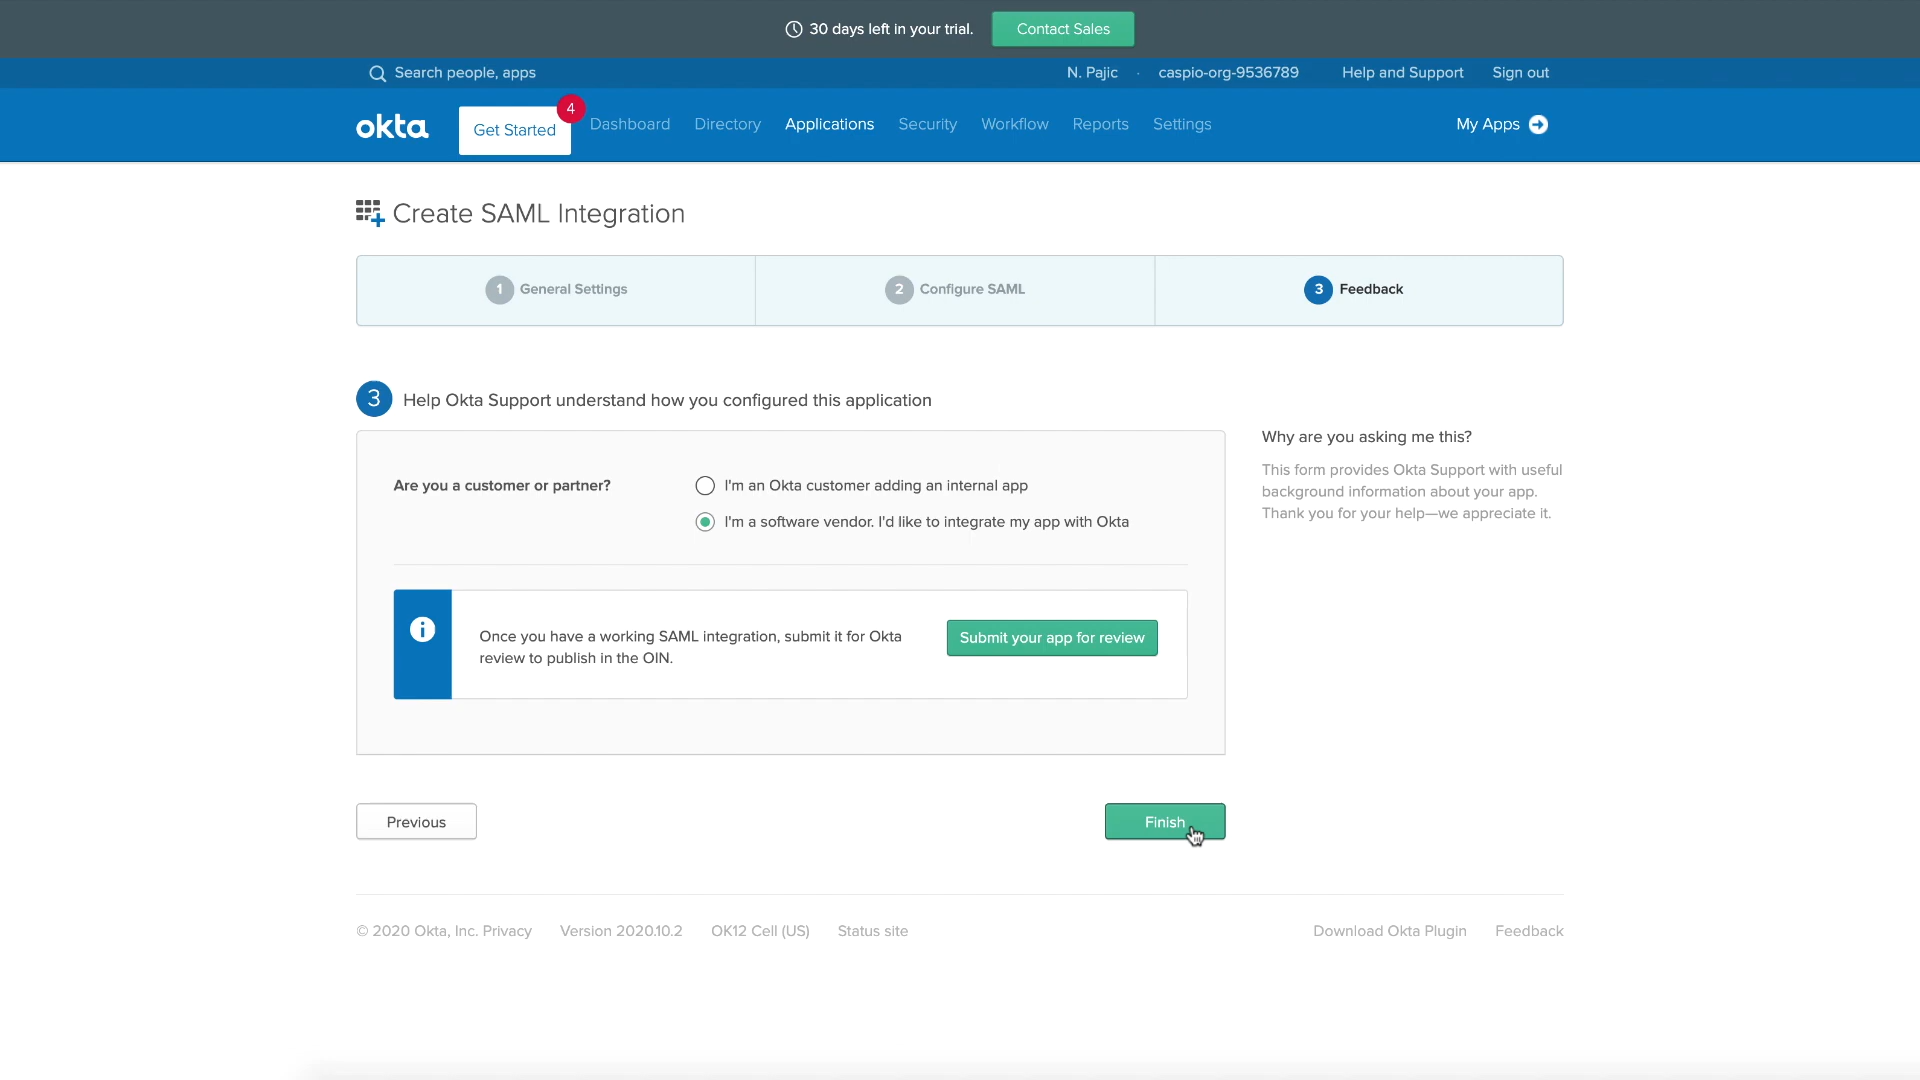 30 days left in your trial.
Contact Sales
Search people, apps
N. Pajic · caspio-org-9536789
Help and Support
Sign out
okta
Get Started
4
Dashboard
Directory
Applications
Security
Workflow
Reports
Settings
My Apps
Create SAML Integration
1 General Settings
2 Configure SAML
3 Feedback
3 Help Okta Support understand how you configured this application
Are you a customer or partner?
I'm an Okta customer adding an internal app
I'm a software vendor. I'd like to integrate my app with Okta
Once you have a working SAML integration, submit it for Okta
review to publish in the OIN.
Submit your app for review
Why are you asking me this?
This form provides Okta Support with useful
background information about your app.
Thank you for your help—we appreciate it.
Previous
Finish
© 2020 Okta, Inc. Privacy
Version 2020.10.2
OK12 Cell (US)
Status site
Download Okta Plugin
Feedback